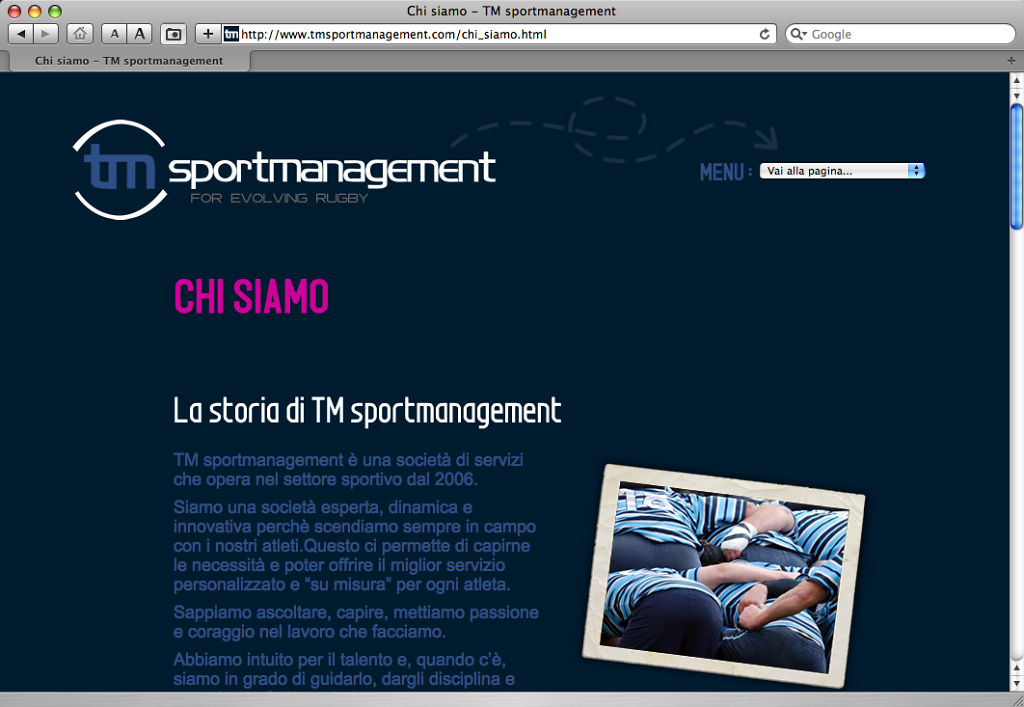 Chi siamo – TM sportmanagement
A A + tm http://www.tmsportmanagement.com/chi_siamo.html Google
Chi siamo – TM sportmanagement +
tm sportmanagement
FOR EVOLVING RUGBY
MENU : Vai alla pagina...
CHI SIAMO
La storia di TM sportmanagement
TM sportmanagement è una società di servizi
che opera nel settore sportivo dal 2006.
Siamo una società esperta, dinamica e
innovativa perchè scendiamo sempre in campo
con i nostri atleti.Questo ci permette di capirne
le necessità e poter offrire il miglior servizio
personalizzato e “su misura” per ogni atleta.
Sappiamo ascoltare, capire, mettiamo passione
e coraggio nel lavoro che facciamo.
Abbiamo intuito per il talento e, quando c'è,
siamo in grado di guidarlo, dargli disciplina e